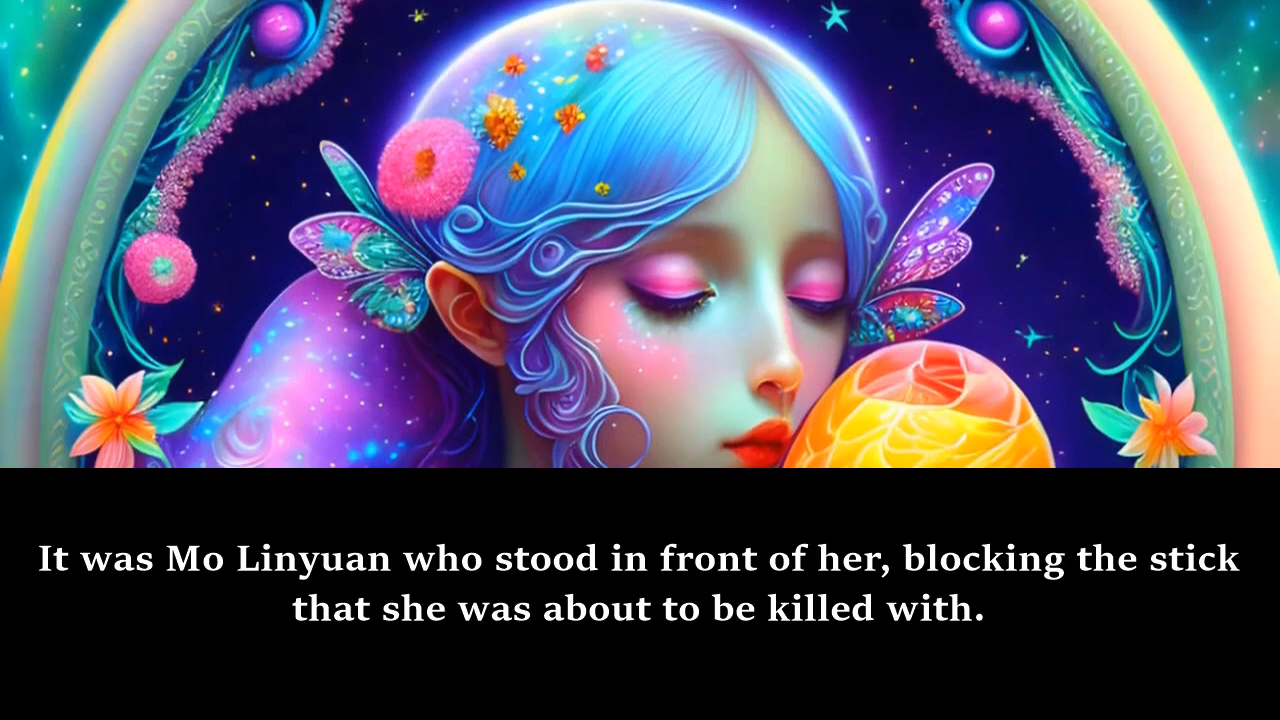 It was Mo Linyuan who stood in front of her, blocking the stick
that she was about to be killed with.